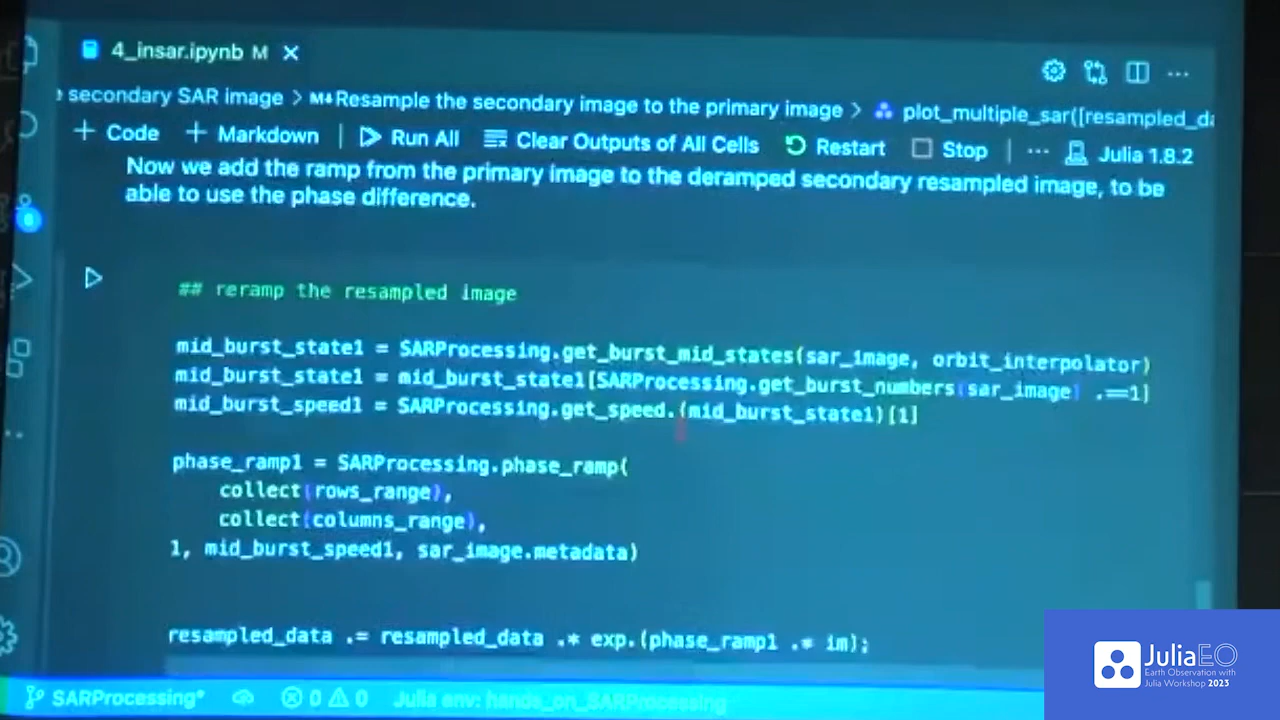 4_insar.ipynb M ×
secondary SAR image > M↓Resample the secondary image to the primary image > plot_multiple_sar([resampled_da
+ Code + Markdown | Run All Clear Outputs of All Cells Restart Stop | ... Julia 1.8.2
Now we add the ramp from the primary image to the deramped secondary resampled image, to be
able to use the phase difference.
## reramp the resampled image
mid_burst_state1 = SARProcessing.get_burst_mid_states(sar_image, orbit_interpolator)
mid_burst_state1 = mid_burst_state1[SARProcessing.get_burst_numbers(sar_image) .==1]
mid_burst_speed1 = SARProcessing.get_speed.(mid_burst_state1)[1]
phase_ramp1 = SARProcessing.phase_ramp(
collect(rows_range),
collect(columns_range),
1, mid_burst_speed1, sar_image.metadata)
resampled_data .= resampled_data .* exp.(phase_ramp1 .* im);
SARProcessing* 0 0 Julia env: hands_on_SARProcessing
JuliaEO
Earth Observation with
Julia Workshop 2023